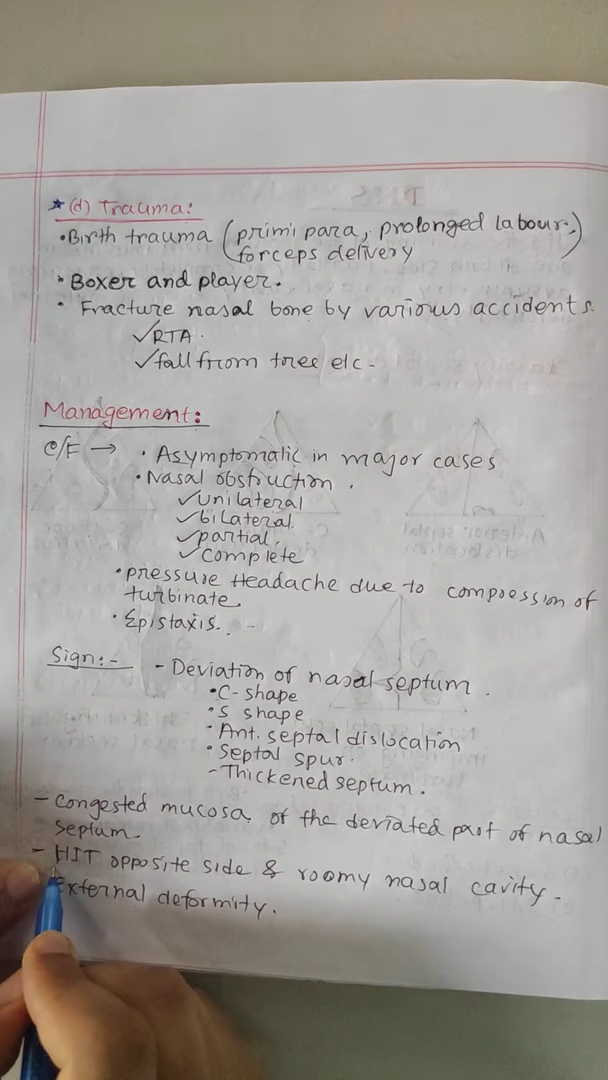 ★ (d) Trauma:
• Birth trauma (primi para, prolonged labour,
forceps delivery)
• Boxer and player.
• Fracture nasal bone by various accidents.
✓RTA.
✓fall from tree etc.
Management:
C/F → • Asymptomatic in major cases
• Nasal obstruction.
✓unilateral
✓bilateral.
✓partial.
✓complete
• pressure Headache due to compession of
turbinate.
• Epistaxis.
Sign:- - Deviation of nasal septum.
• C-shape
• S shape
• Ant. septal dislocation
• Septal spur.
- Thickened septum.
- Congested mucosa of the deviated part of nasal
septum.
- HIT opposite side & roomy nasal cavity.
External deformity.